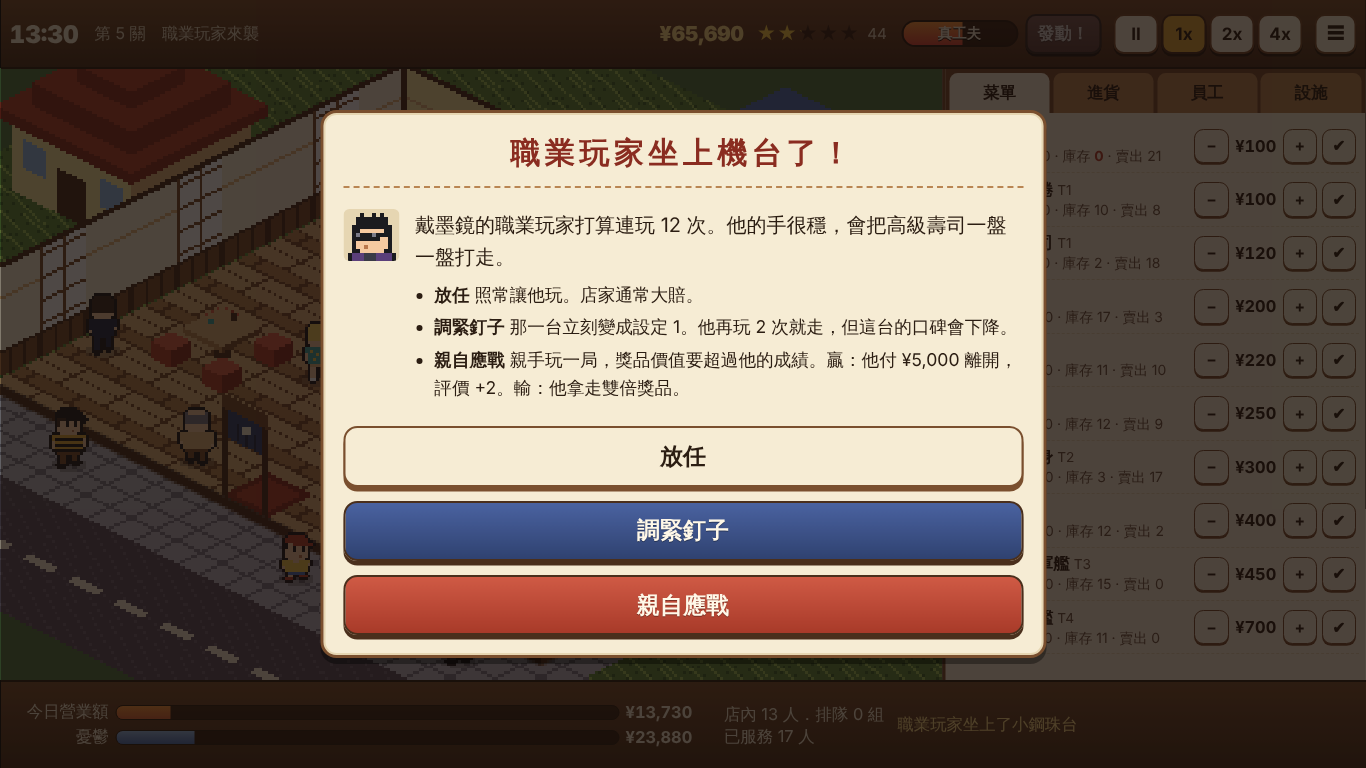 13:30 第 5 關 職業玩家來襲 ¥65,690 44 真工夫 發動！ 1x 2x 4x
菜單 進貨 員工 設施
職業玩家坐上機台了！
戴墨鏡的職業玩家打算連玩 12 次。他的手很穩，會把高級壽司一盤
一盤打走。
• 放任 照常讓他玩。店家通常大賠。
• 調緊釘子 那一台立刻變成設定 1。他再玩 2 次就走，但這台的口碑會下降。
• 親自應戰 親手玩一局，獎品價值要超過他的成績。贏：他付 ¥5,000 離開，
評價 +2。輸：他拿走雙倍獎品。
放任
調緊釘子
親自應戰
− ¥100 + ✔
· 庫存 0 · 賣出 21
T1
− ¥100 + ✔
· 庫存 10 · 賣出 8
T1
− ¥120 + ✔
· 庫存 2 · 賣出 18
− ¥200 + ✔
· 庫存 17 · 賣出 3
− ¥220 + ✔
· 庫存 11 · 賣出 10
− ¥250 + ✔
· 庫存 12 · 賣出 9
T2
− ¥300 + ✔
· 庫存 3 · 賣出 17
− ¥400 + ✔
· 庫存 12 · 賣出 2
艦 T3
− ¥450 + ✔
· 庫存 15 · 賣出 0
T4
− ¥700 + ✔
· 庫存 11 · 賣出 0
今日營業額 ¥13,730
憂鬱 ¥23,880
店內 13 人．排隊 0 組
已服務 17 人
職業玩家坐上了小鋼珠台